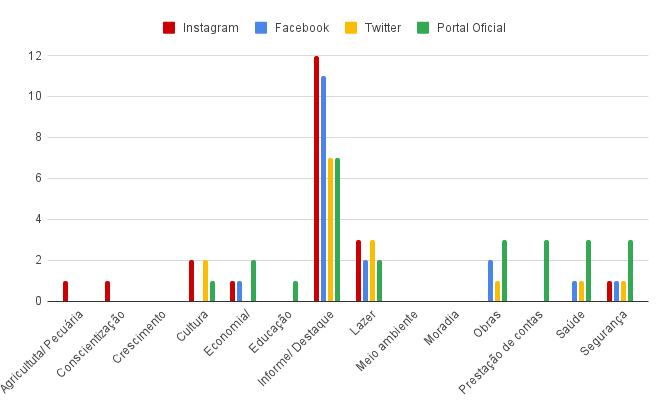 Instagram Facebook Twitter Portal Oficial
12
10
8
6
4
2
0
Agricultuta/ Pecuária
Conscientização
Crescimento
Cultura
Economia/
Educação
Informe/ Destaque
Lazer
Meio ambiente
Moradia
Obras
Prestação de contas
Saúde
Segurança